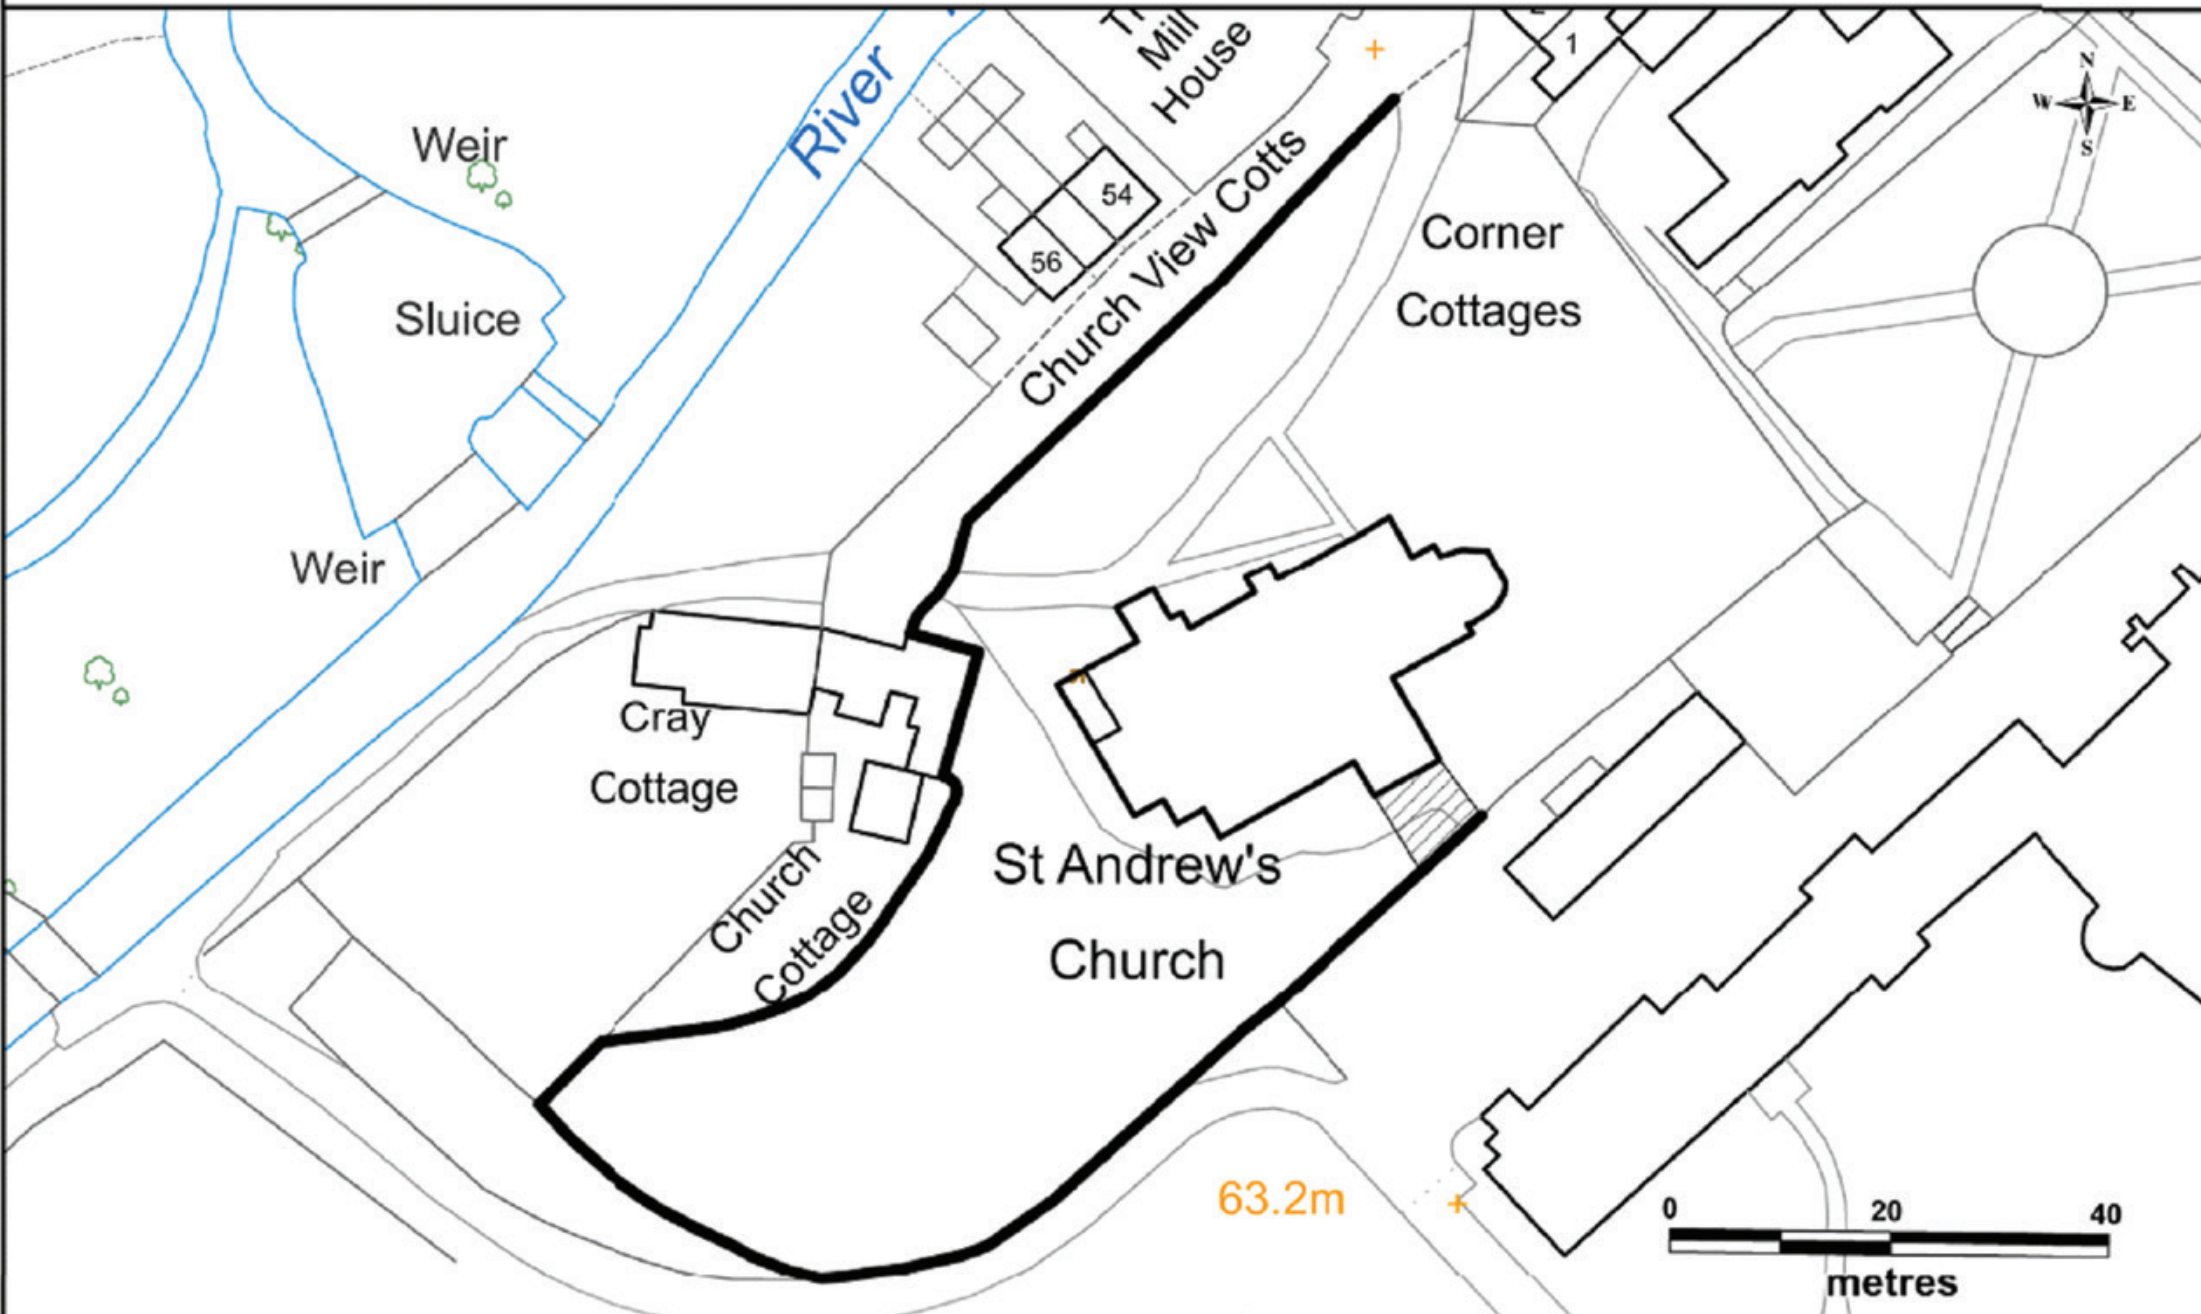 River
Mill
House
1
N
W E
S
Weir
54
56
Church View Cotts
Corner
Cottages
Sluice
Weir
Cray
Cottage
Church
Cottage
St Andrew's
Church
63.2m
0 20 40
metres